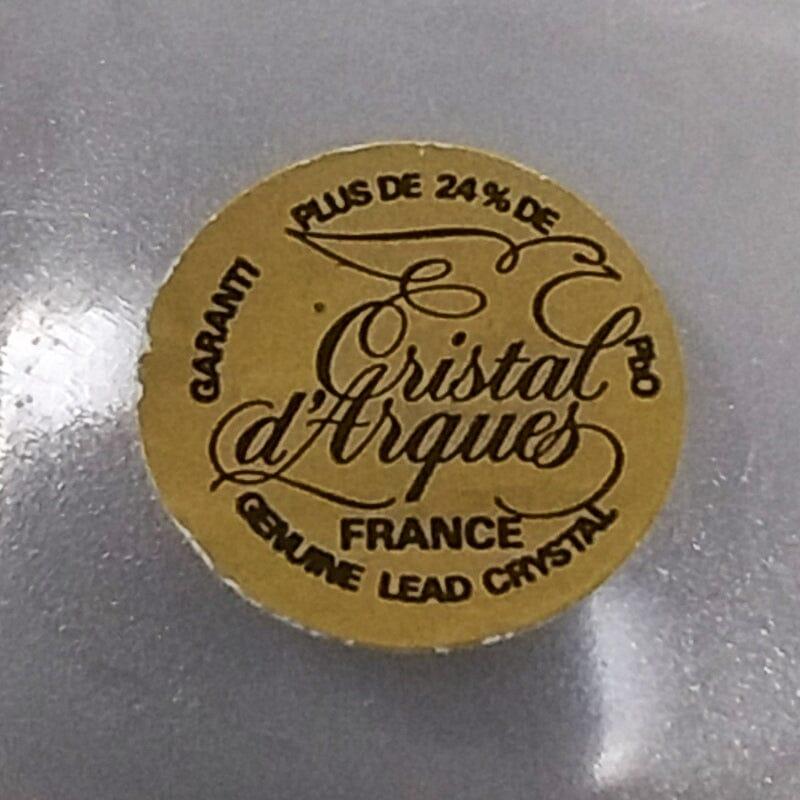 GARANTI PLUS DE 24% DE PbO
Cristal
d'Arques
FRANCE
GENUINE LEAD CRYSTAL